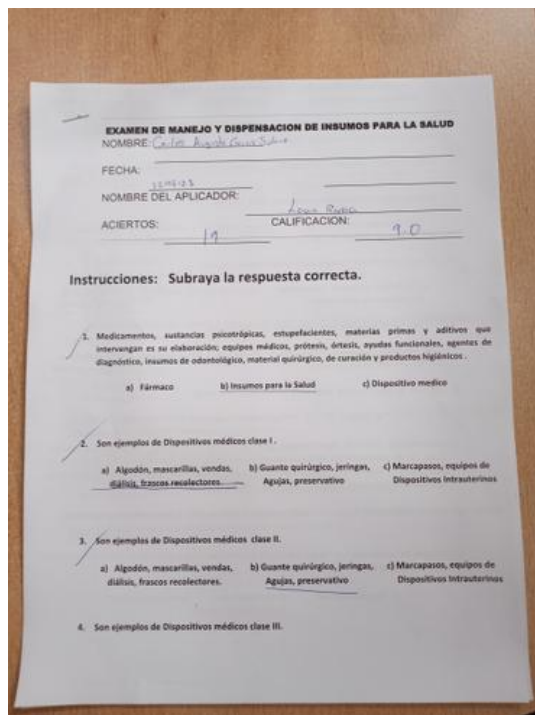 EXAMEN DE MANEJO Y DISPENSACION DE INSUMOS PARA LA SALUD
NOMBRE: Carlos Augusto
FECHA:
NOMBRE DEL APLICADOR:
ACIERTOS: 19 CALIFICACION: 9.0
Instrucciones: Subraya la respuesta correcta.
1. Medicamentos, sustancias psicotrópicas, estupefacientes, materias primas y aditivos que
intervengan es su elaboración; equipos médicos, prótesis, órtesis, ayudas funcionales, agentes de
diagnóstico, insumos de odontológico, material quirúrgico, de curación y productos higiénicos .
a) Fármaco b) Insumos para la Salud c) Dispositivo medico
2. Son ejemplos de Dispositivos médicos clase I .
a) Algodón, mascarillas, vendas, b) Guante quirúrgico, jeringas, c) Marcapasos, equipos de
diálisis, frascos recolectores. Agujas, preservativo Dispositivos Intrauterinos
3. Son ejemplos de Dispositivos médicos clase II.
a) Algodón, mascarillas, vendas, b) Guante quirúrgico, jeringas, c) Marcapasos, equipos de
diálisis, frascos recolectores. Agujas, preservativo Dispositivos Intrauterinos
4. Son ejemplos de Dispositivos médicos clase III.